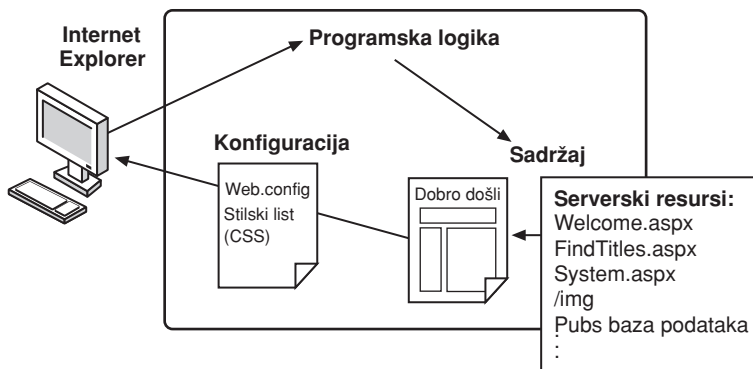 Internet
Explorer
Programska logika
Konfiguracija
Sadržaj
Web.config
Stilski list
(CSS)
Dobro došli
Serverski resursi:
Welcome.aspx
FindTitles.aspx
System.aspx
/img
Pubs baza podataka
: